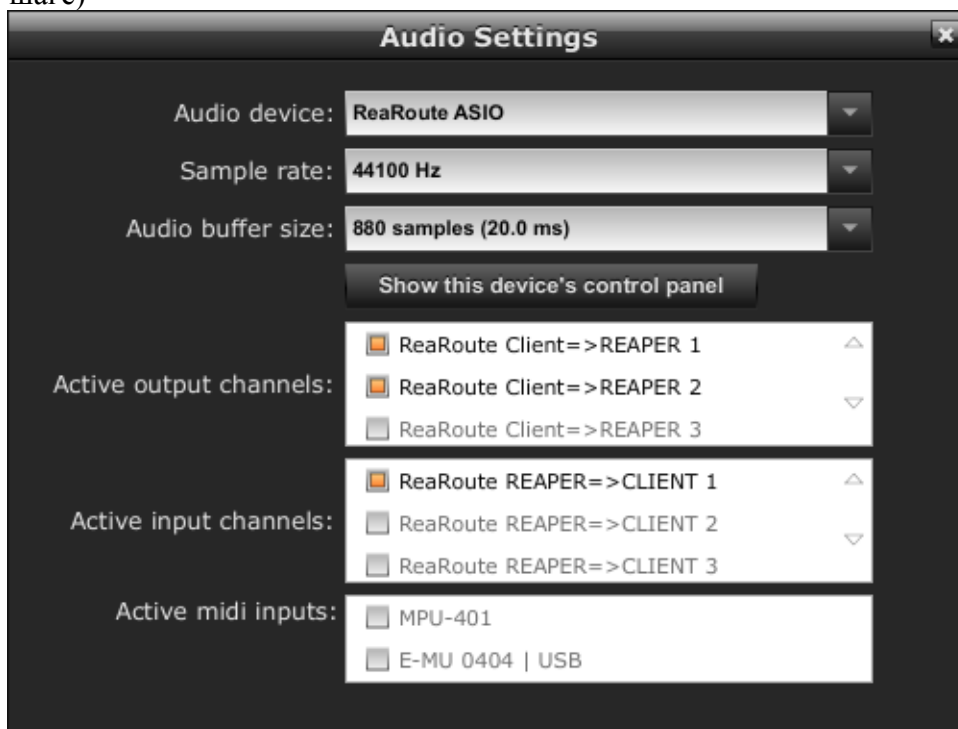 Audio Settings
Audio device: ReaRoute ASIO
Sample rate: 44100 Hz
Audio buffer size: 880 samples (20.0 ms)
Show this device's control panel
Active output channels:
ReaRoute Client=>REAPER 1
ReaRoute Client=>REAPER 2
ReaRoute Client=>REAPER 3
Active input channels:
ReaRoute REAPER=>CLIENT 1
ReaRoute REAPER=>CLIENT 2
ReaRoute REAPER=>CLIENT 3
Active midi inputs:
MPU-401
E-MU 0404 | USB